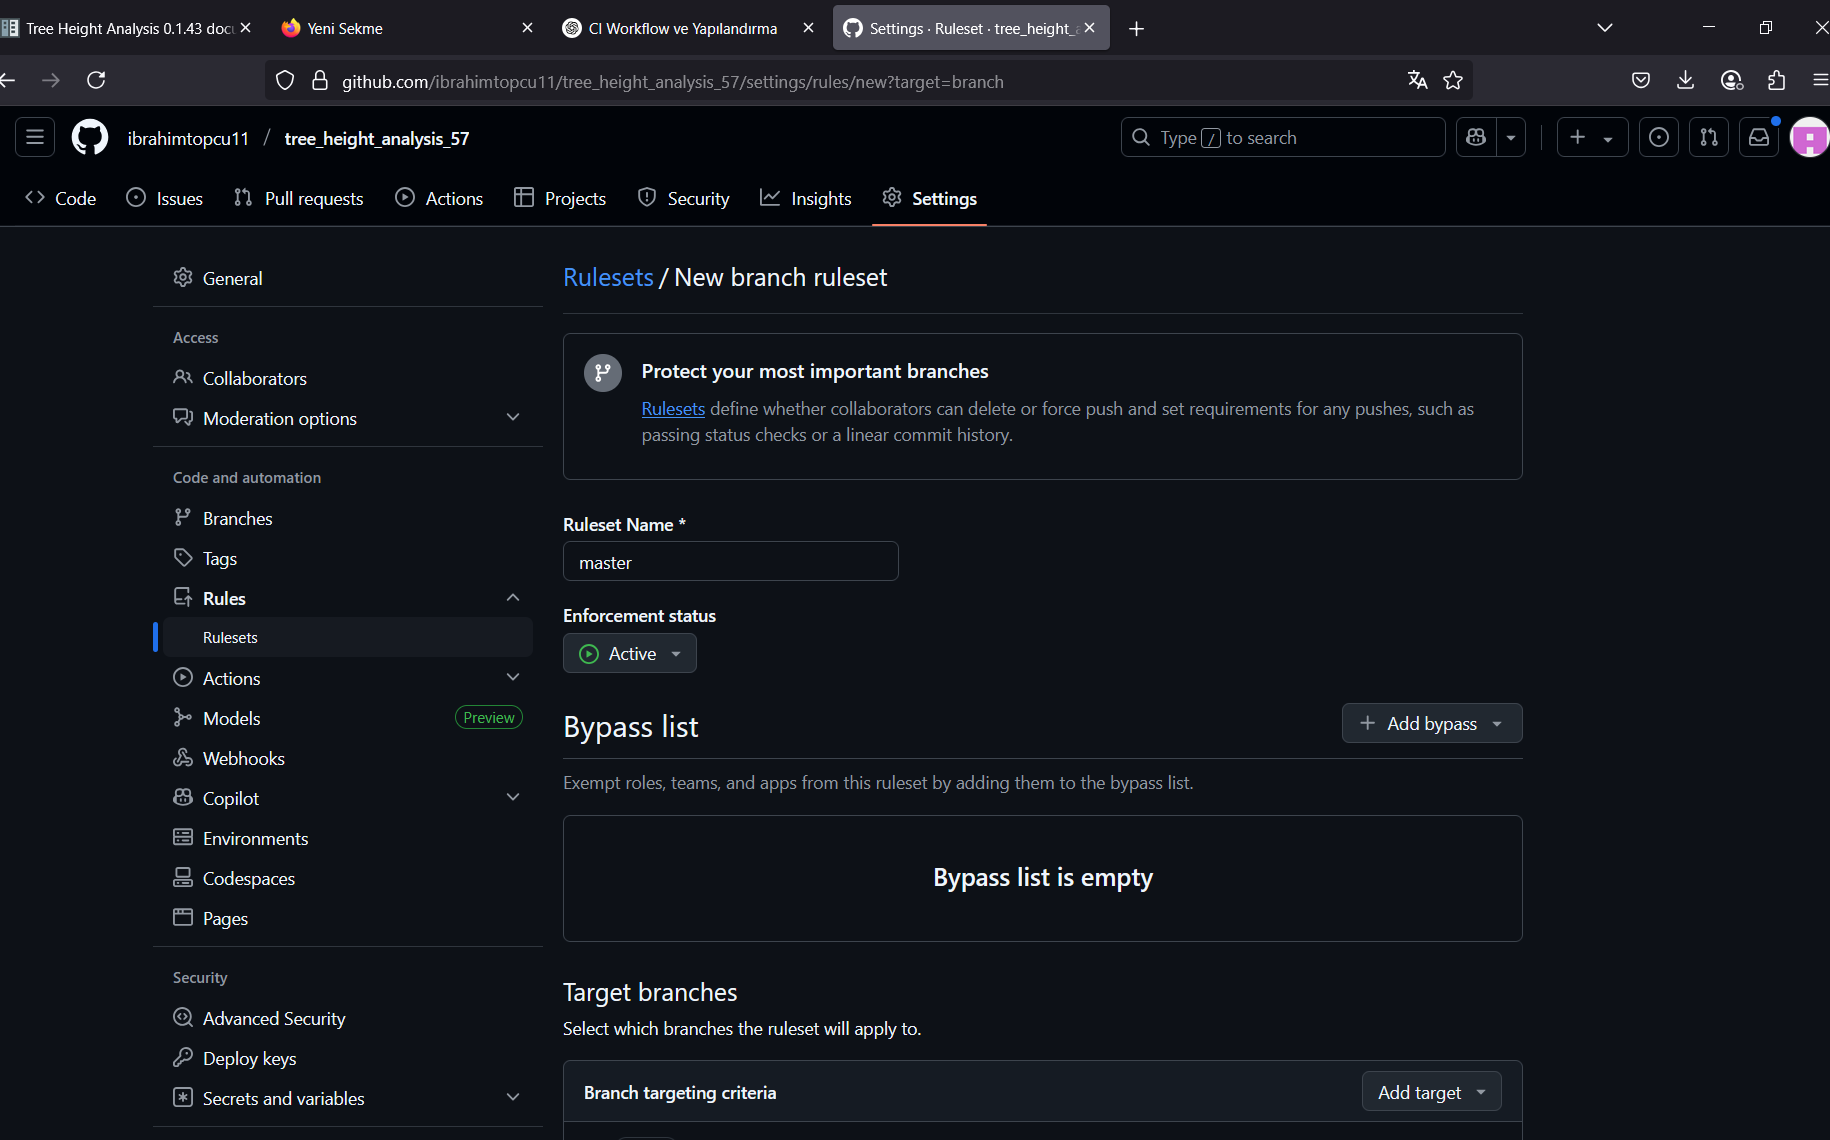 Tree Height Analysis 0.1.43 docu
Yeni Sekme
CI Workflow ve Yapılandırma
Settings · Ruleset · tree_height_a
github.com/ibrahimtopcu11/tree_height_analysis_57/settings/rules/new?target=branch
ibrahimtopcu11 / tree_height_analysis_57
Type / to search
Code
Issues
Pull requests
Actions
Projects
Security
Insights
Settings
General
Access
Collaborators
Moderation options
Code and automation
Branches
Tags
Rules
Rulesets
Actions
Models
Preview
Webhooks
Copilot
Environments
Codespaces
Pages
Security
Advanced Security
Deploy keys
Secrets and variables
Rulesets / New branch ruleset
Protect your most important branches
Rulesets define whether collaborators can delete or force push and set requirements for any pushes, such as
passing status checks or a linear commit history.
Ruleset Name *
master
Enforcement status
Active
Bypass list
Add bypass
Exempt roles, teams, and apps from this ruleset by adding them to the bypass list.
Bypass list is empty
Target branches
Select which branches the ruleset will apply to.
Branch targeting criteria
Add target